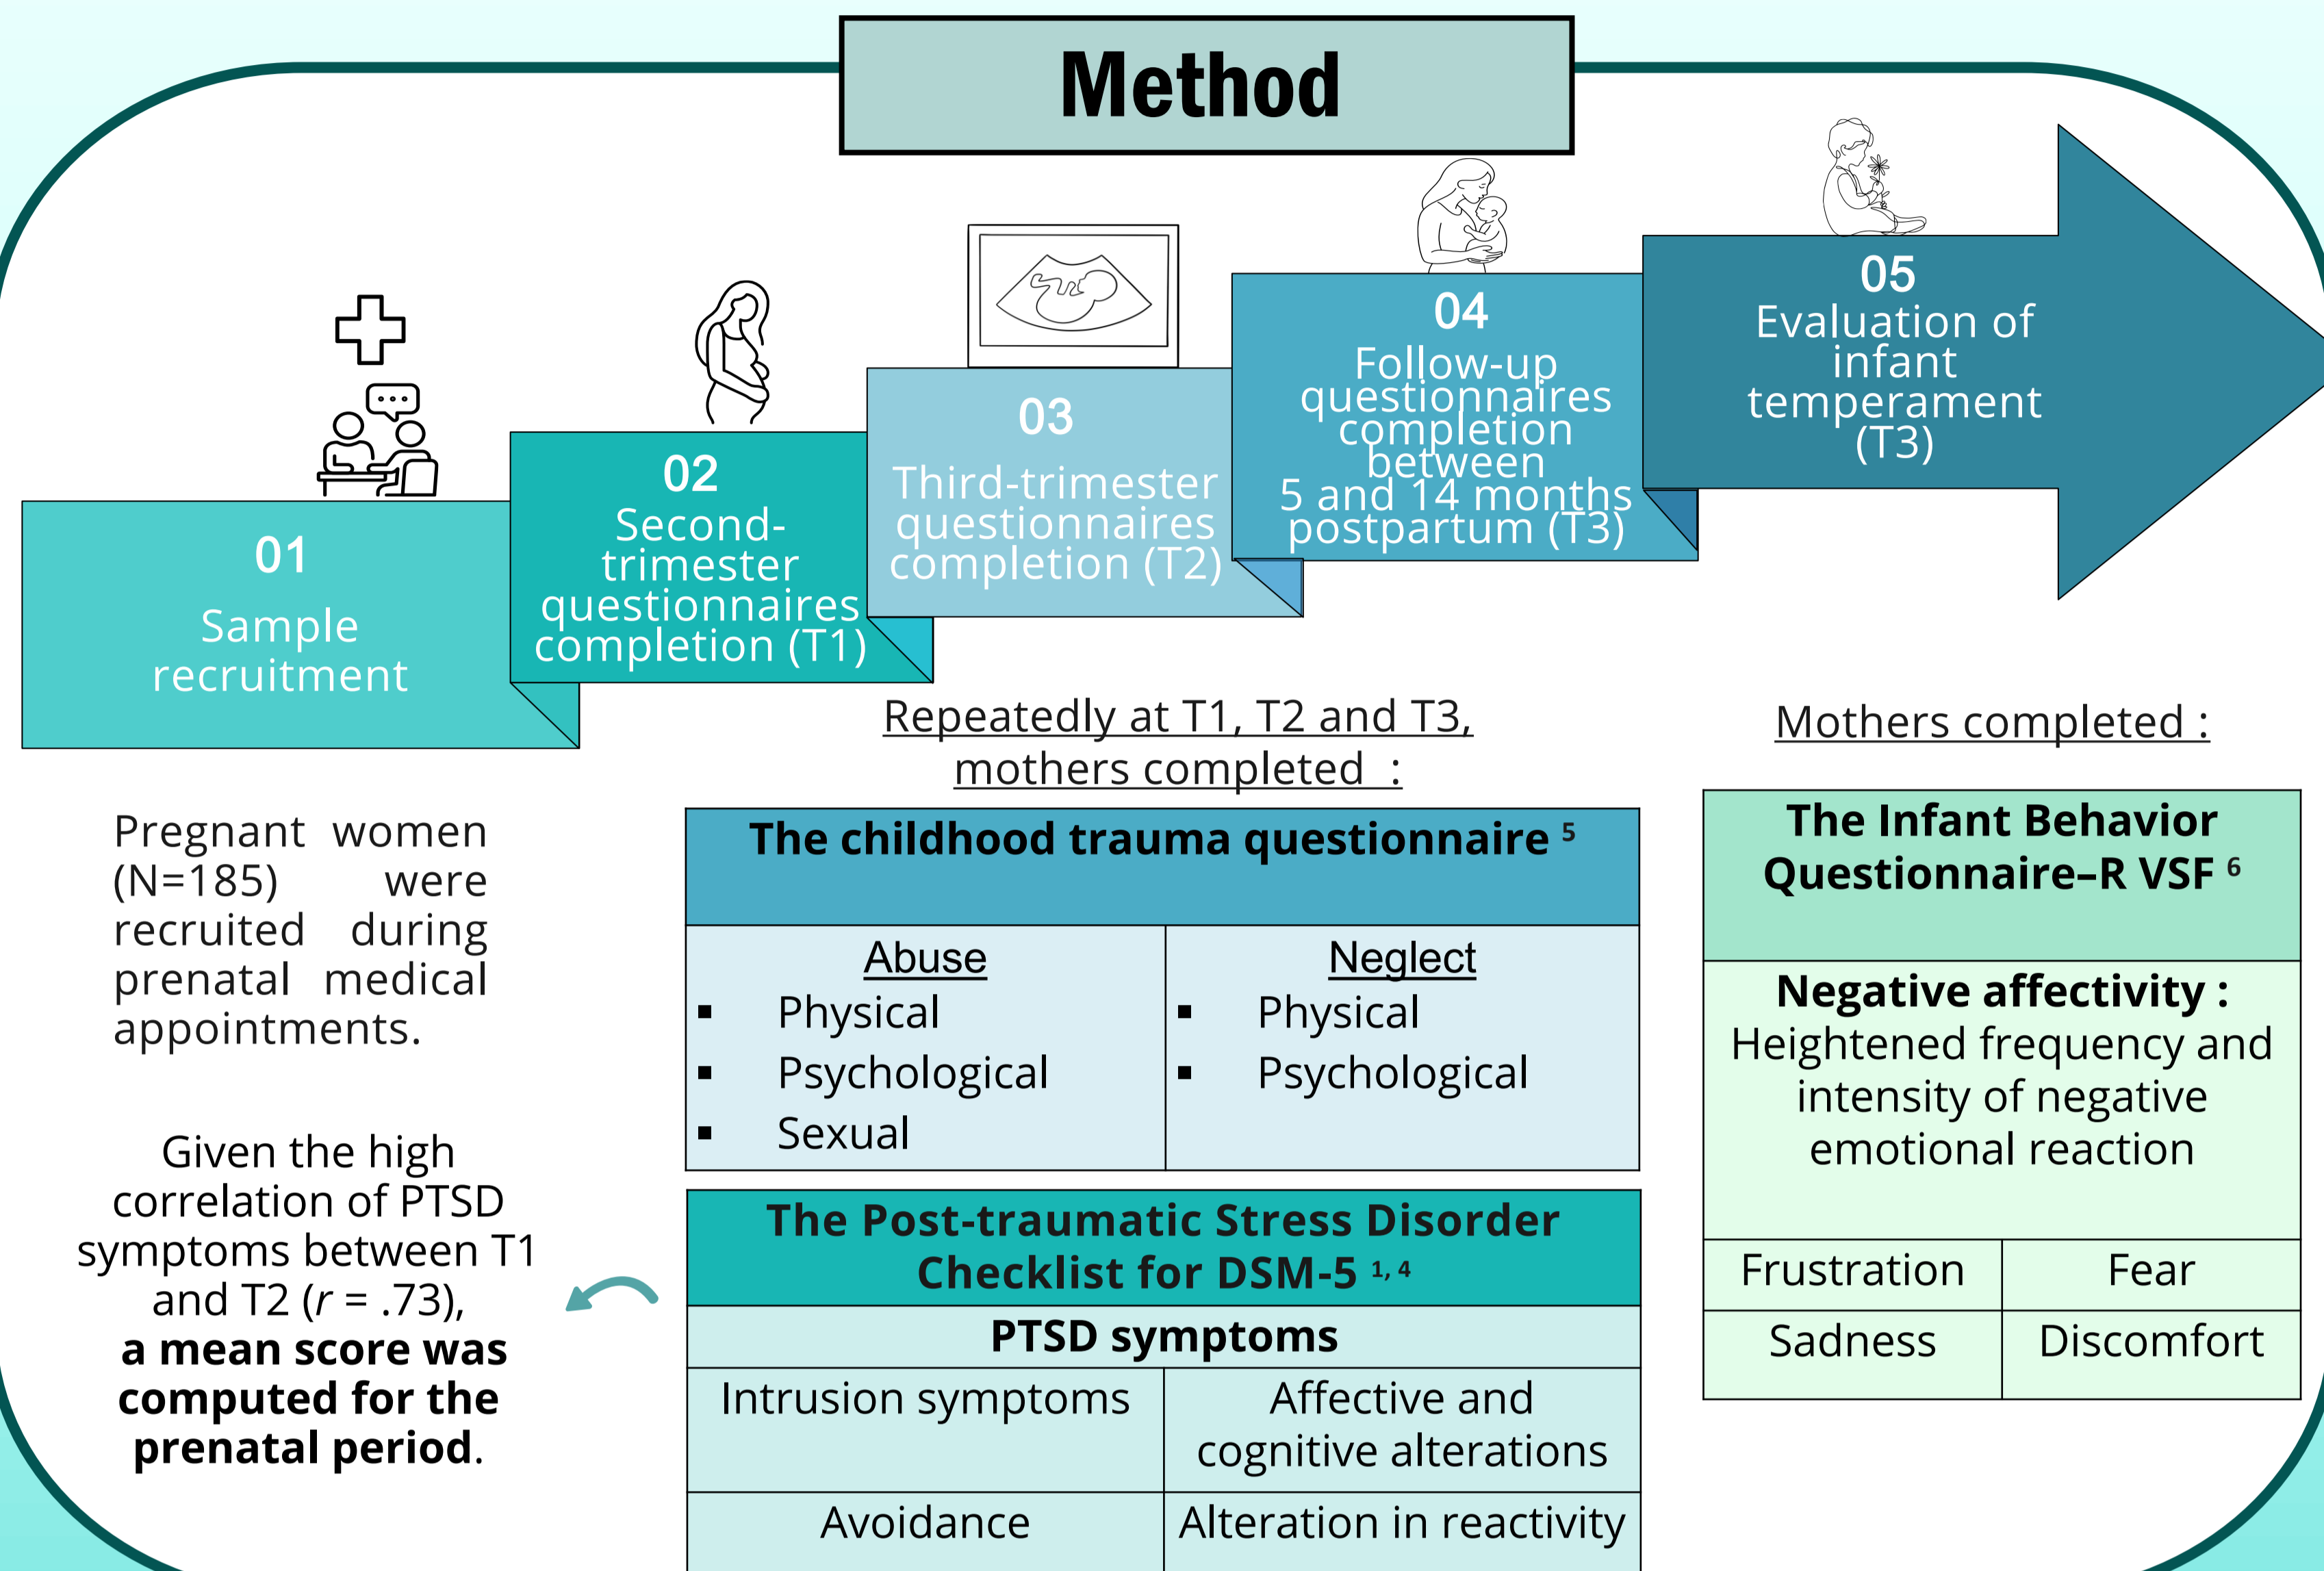 Method
01
Sample
recruitment
02
Second-
trimester
questionnaires
completion (T1)
03
Third-trimester
questionnaires
completion (T2)
04
Follow-up
questionnaires
completion
between
5 and 14 months
postpartum (T3)
05
Evaluation of
infant
temperament
(T3)
Pregnant women
(N=185) were
recruited during
prenatal medical
appointments.
Given the high
correlation of PTSD
symptoms between T1
and T2 (r = .73),
a mean score was
computed for the
prenatal period.
Repeatedly at T1, T2 and T3,
mothers completed :
The childhood trauma questionnaire 5
Abuse
▪ Physical
▪ Psychological
▪ Sexual
Neglect
▪ Physical
▪ Psychological
The Post-traumatic Stress Disorder
Checklist for DSM-5 1, 4
PTSD symptoms
Intrusion symptoms
Affective and
cognitive alterations
Avoidance
Alteration in reactivity
Mothers completed :
The Infant Behavior
Questionnaire–R VSF 6
Negative affectivity :
Heightened frequency and
intensity of negative
emotional reaction
Frustration
Fear
Sadness
Discomfort